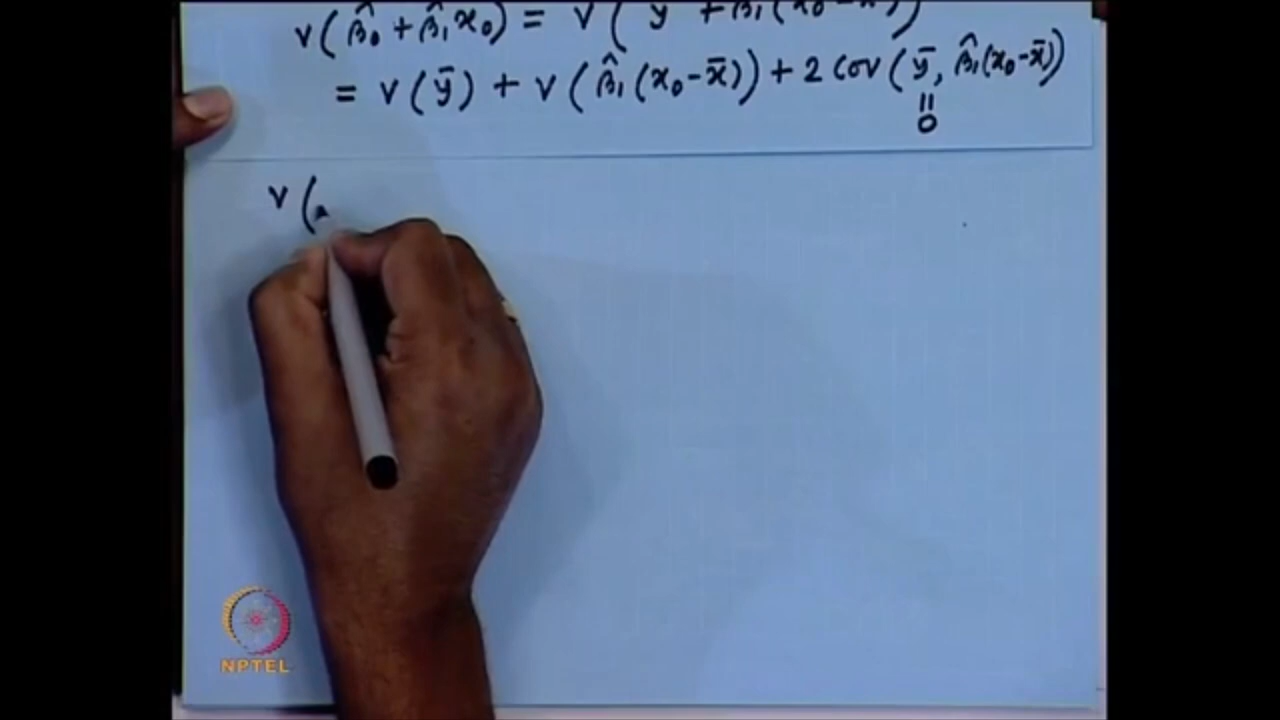 V(β̂₀ + β̂₁x₀) = V(ȳ + β̂₁(x₀-x̄))
= V(ȳ) + V(β̂₁(x₀-x̄)) + 2 Cov(ȳ, β̂₁(x₀-x̄))
||
0
V(
NPTEL